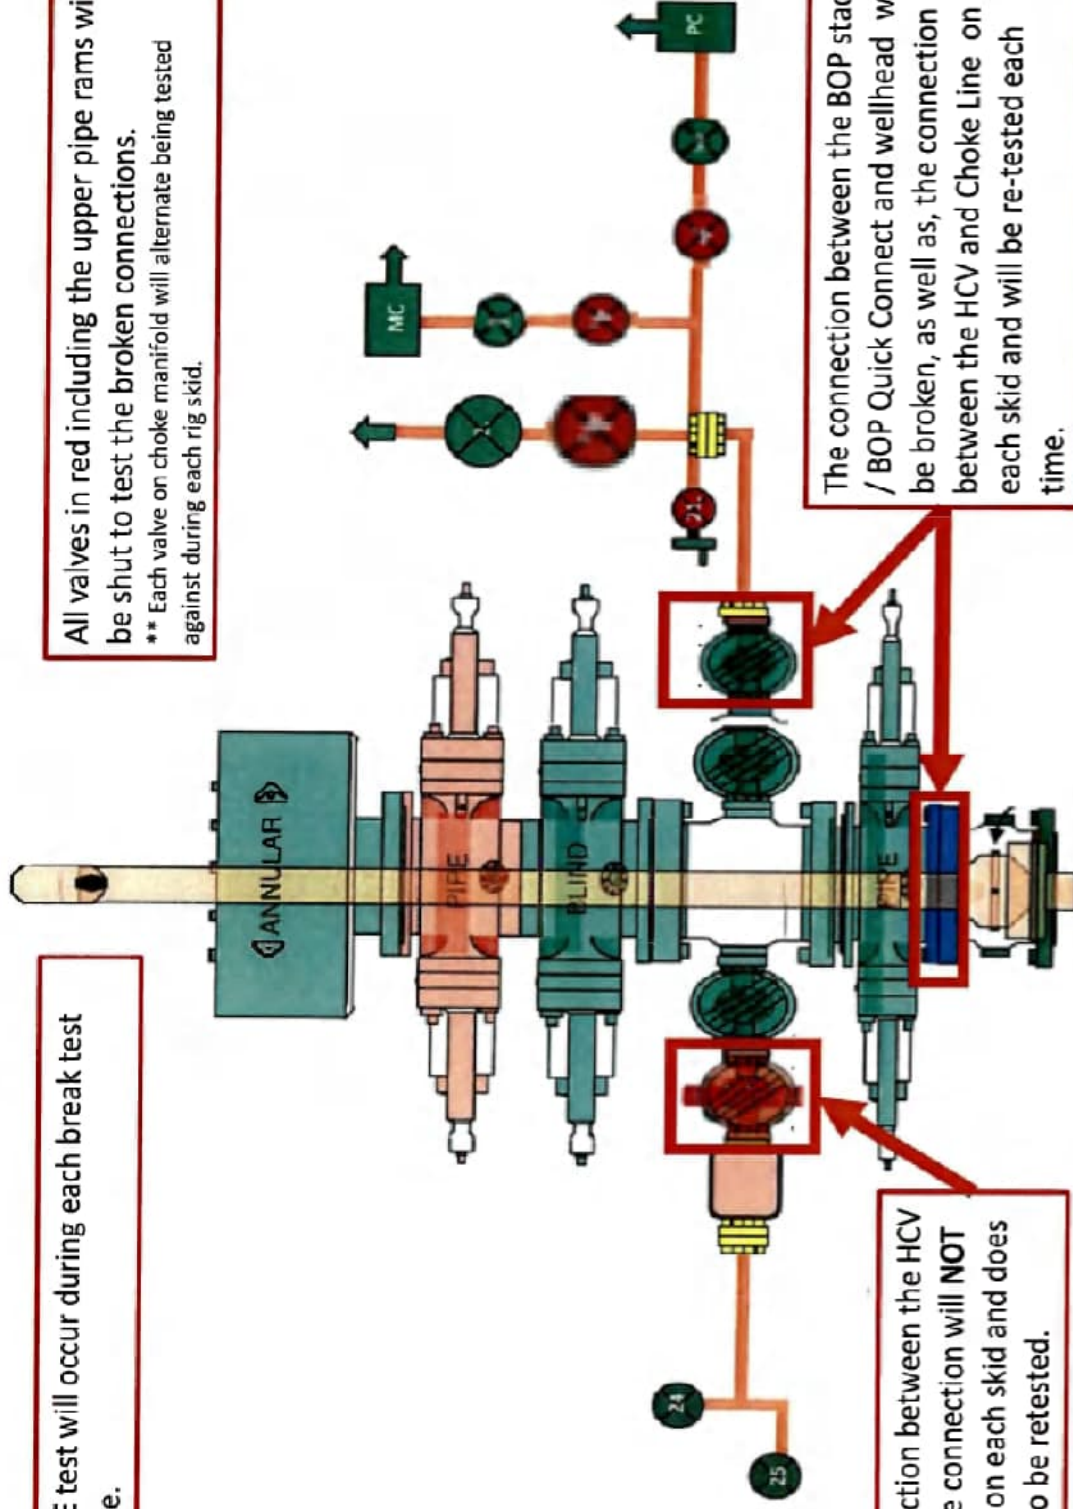 All valves in red including the upper pipe rams wi
be shut to test the broken connections.
** Each valve on choke manifold will alternate being tested
against during each rig skid.
E test will occur during each break test
e.
MC
PC
ANNULAR
PIPE
BLIND
PIPE
24
25
The connection between the BOP stac
/ BOP Quick Connect and wellhead w
be broken, as well as, the connection
between the HCV and Choke Line on
each skid and will be re-tested each
time.
ction between the HCV
e connection will NOT
on each skid and does
o be retested.